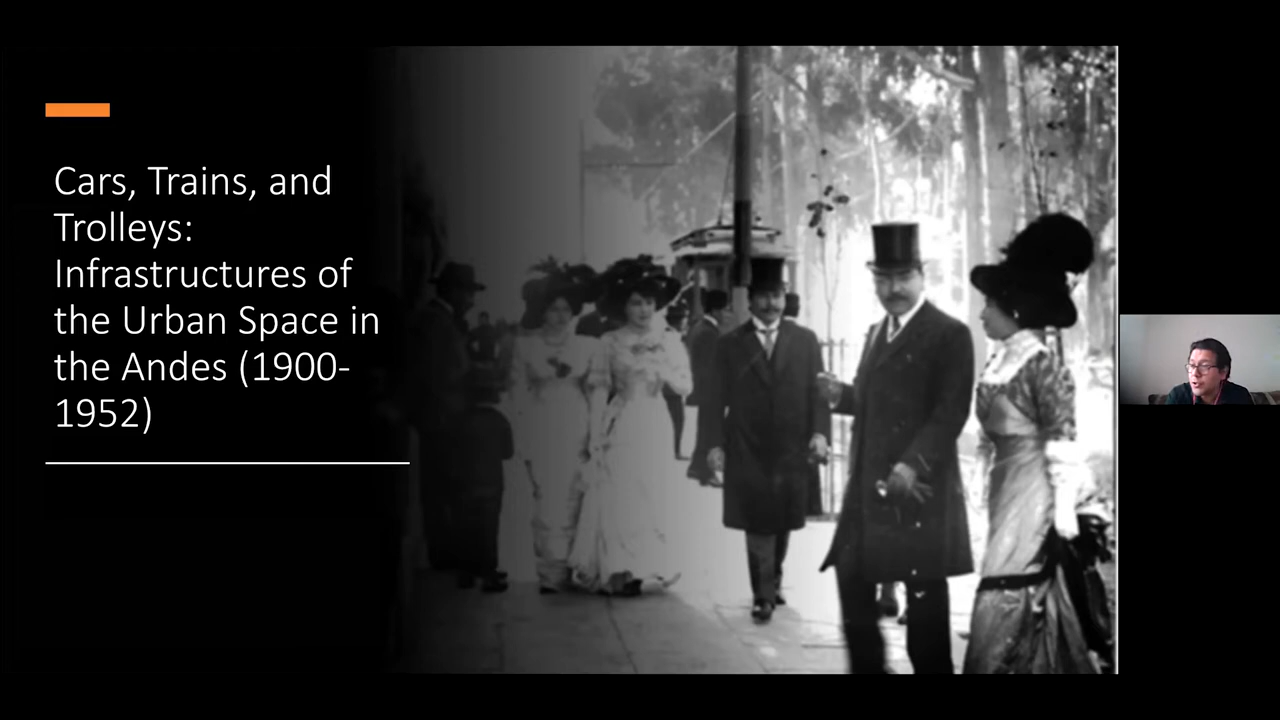 Cars, Trains, and
Trolleys:
Infrastructures of
the Urban Space in
the Andes (1900-
1952)